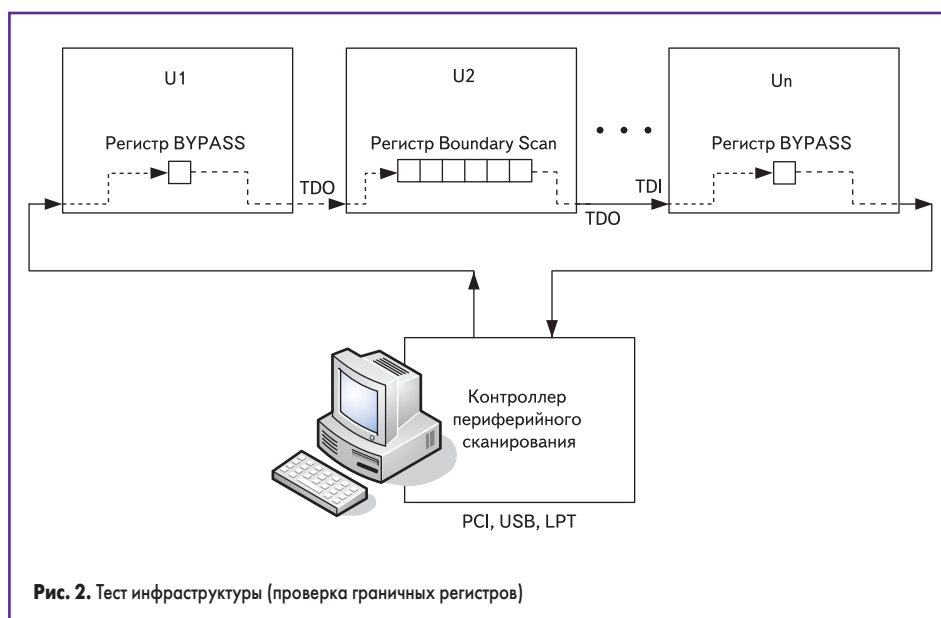 U1
U2
Un
Регистр BYPASS
Регистр Boundary Scan
Регистр BYPASS
TDO
TDI
TDO
Контроллер
периферийного
сканирования
PCI, USB, LPT
Рис. 2. Тест инфраструктуры (проверка граничных регистров)